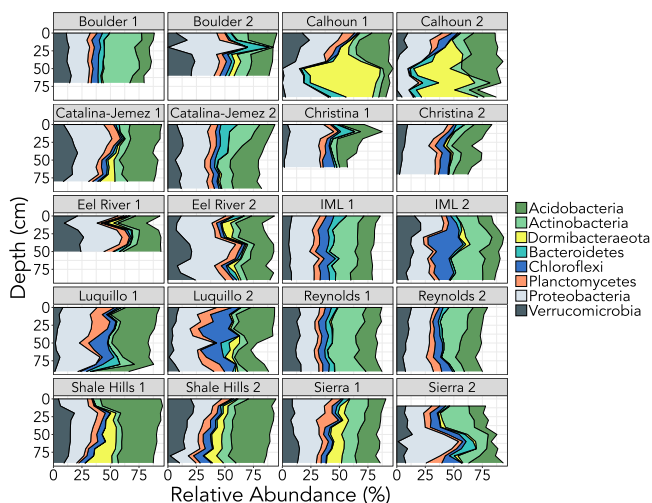 Boulder 1 Boulder 2 Calhoun 1 Calhoun 2
0
25
50
75
Catalina-Jemez 1 Catalina-Jemez 2 Christina 1 Christina 2
0
25
50
75
Eel River 1 Eel River 2 IML 1 IML 2
0
25
50
75
Luquillo 1 Luquillo 2 Reynolds 1 Reynolds 2
0
25
50
75
Shale Hills 1 Shale Hills 2 Sierra 1 Sierra 2
0
25
50
75
0 25 50 75 0 25 50 75 0 25 50 75 0 25 50 75
Relative Abundance (%)
Depth (cm)
Acidobacteria
Actinobacteria
Dormibacteraeota
Bacteroidetes
Chloroflexi
Planctomycetes
Proteobacteria
Verrucomicrobia